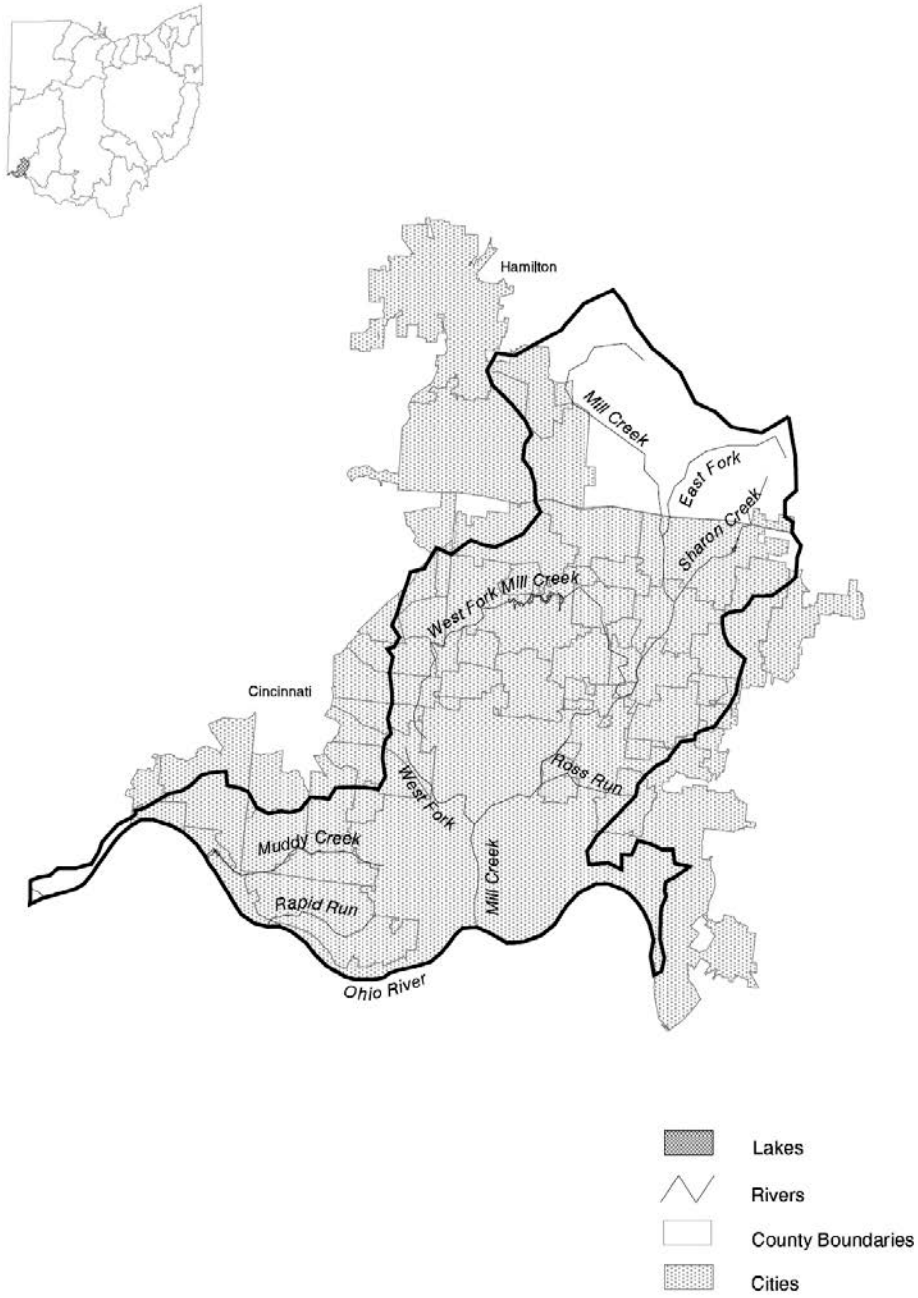 Hamilton
Mill Creek
East Fork
Sharon Creek
West Fork Mill Creek
Cincinnati
West Fork
Ross Run
Muddy Creek
Mill Creek
Rapid Run
Ohio River
Lakes
Rivers
County Boundaries
Cities